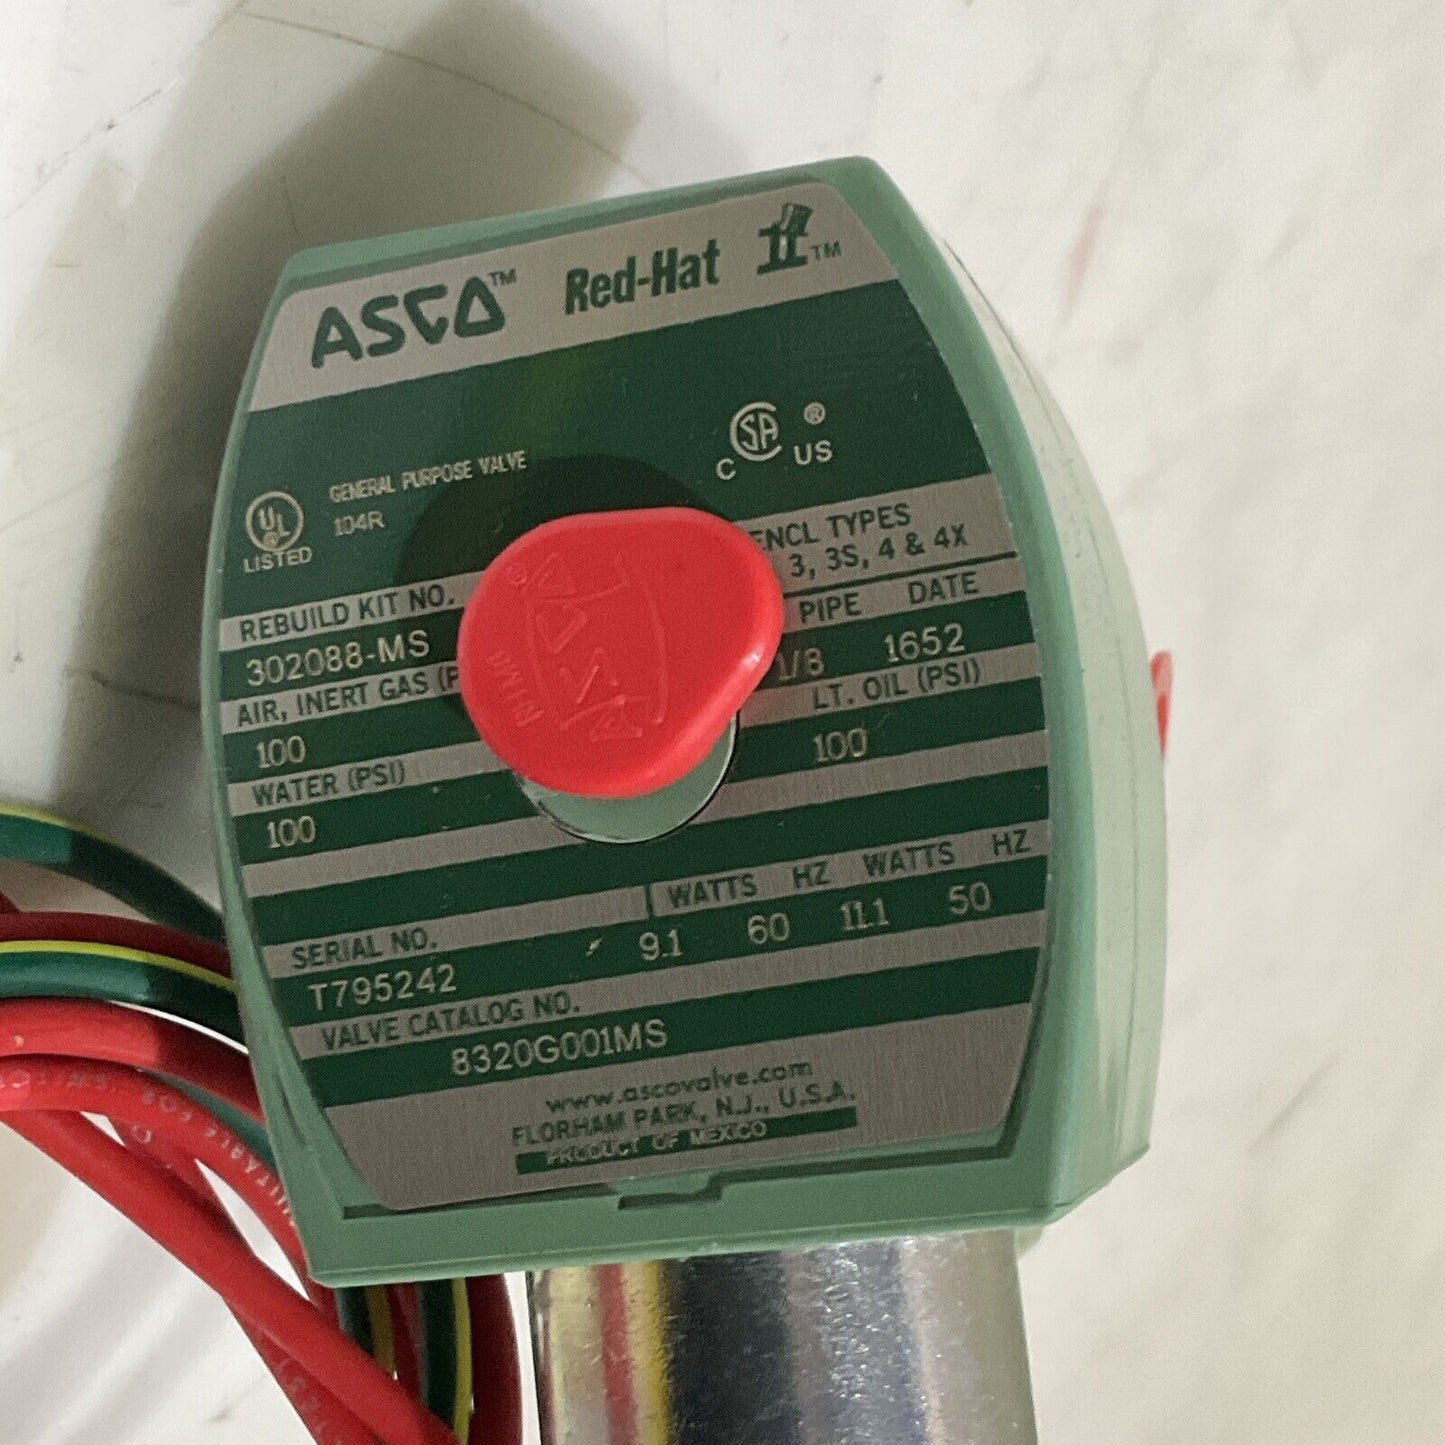 ASCO™ Red-Hat II™
C SA ® US
UL ® LISTED
GENERAL PURPOSE VALVE
104R
ENCL TYPES
3, 3S, 4 & 4X
REBUILD KIT NO. PIPE DATE
302088-MS 1/8 1652
AIR, INERT GAS (P LT. OIL (PSI)
100 100
WATER (PSI)
100
WATTS HZ WATTS HZ
SERIAL NO. 9.1 60 11.1 50
T795242
VALVE CATALOG NO.
8320G001MS
www.ascovalve.com
FLORHAM PARK, N.J., U.S.A.
PRODUCT OF MEXICO
ASCO ®